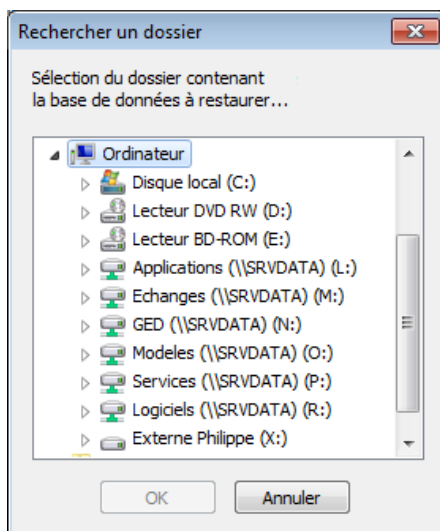 Rechercher un dossier
Sélection du dossier contenant
la base de données à restaurer...
Ordinateur
Disque local (C:)
Lecteur DVD RW (D:)
Lecteur BD-ROM (E:)
Applications (\\SRVDATA) (L:)
Echanges (\\SRVDATA) (M:)
GED (\\SRVDATA) (N:)
Modeles (\\SRVDATA) (O:)
Services (\\SRVDATA) (P:)
Logiciels (\\SRVDATA) (R:)
Externe Philippe (X:)
OK
Annuler